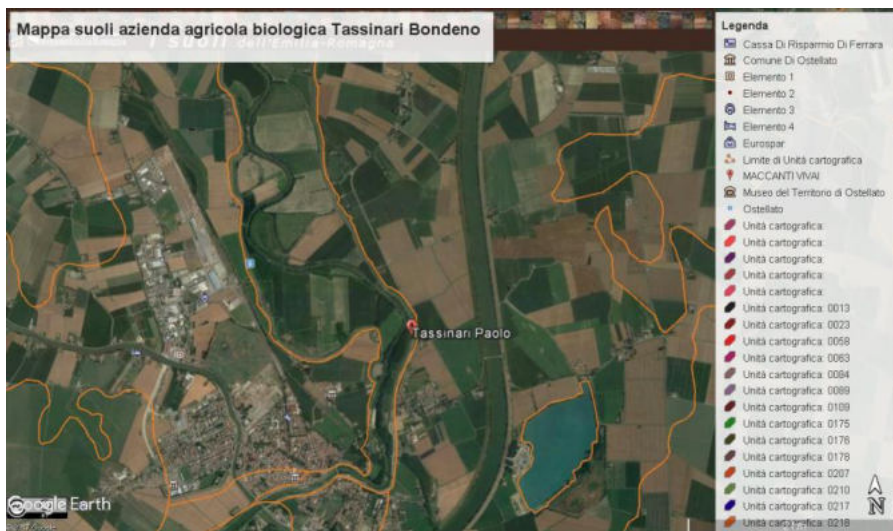 Mappa suoli azienda agricola biologica Tassinari Bondeno
i suoli dell'Emilia-Romagna
Tassinari Paolo
Google Earth
Legenda
Cassa Di Risparmio Di Ferrara
Comune Di Ostellato
Elemento 1
Elemento 2
Elemento 3
Elemento 4
Eurospar
Limite di Unità cartografica
MACCANTI VIVAI
Museo del Territorio di Ostellato
Ostellato
Unità cartografica:
Unità cartografica:
Unità cartografica:
Unità cartografica:
Unità cartografica:
Unità cartografica: 0013
Unità cartografica: 0023
Unità cartografica: 0058
Unità cartografica: 0063
Unità cartografica: 0084
Unità cartografica: 0089
Unità cartografica: 0109
Unità cartografica: 0175
Unità cartografica: 0176
Unità cartografica: 0178
Unità cartografica: 0207
Unità cartografica: 0210
Unità cartografica: 0217
Unità cartografica: 0218
N